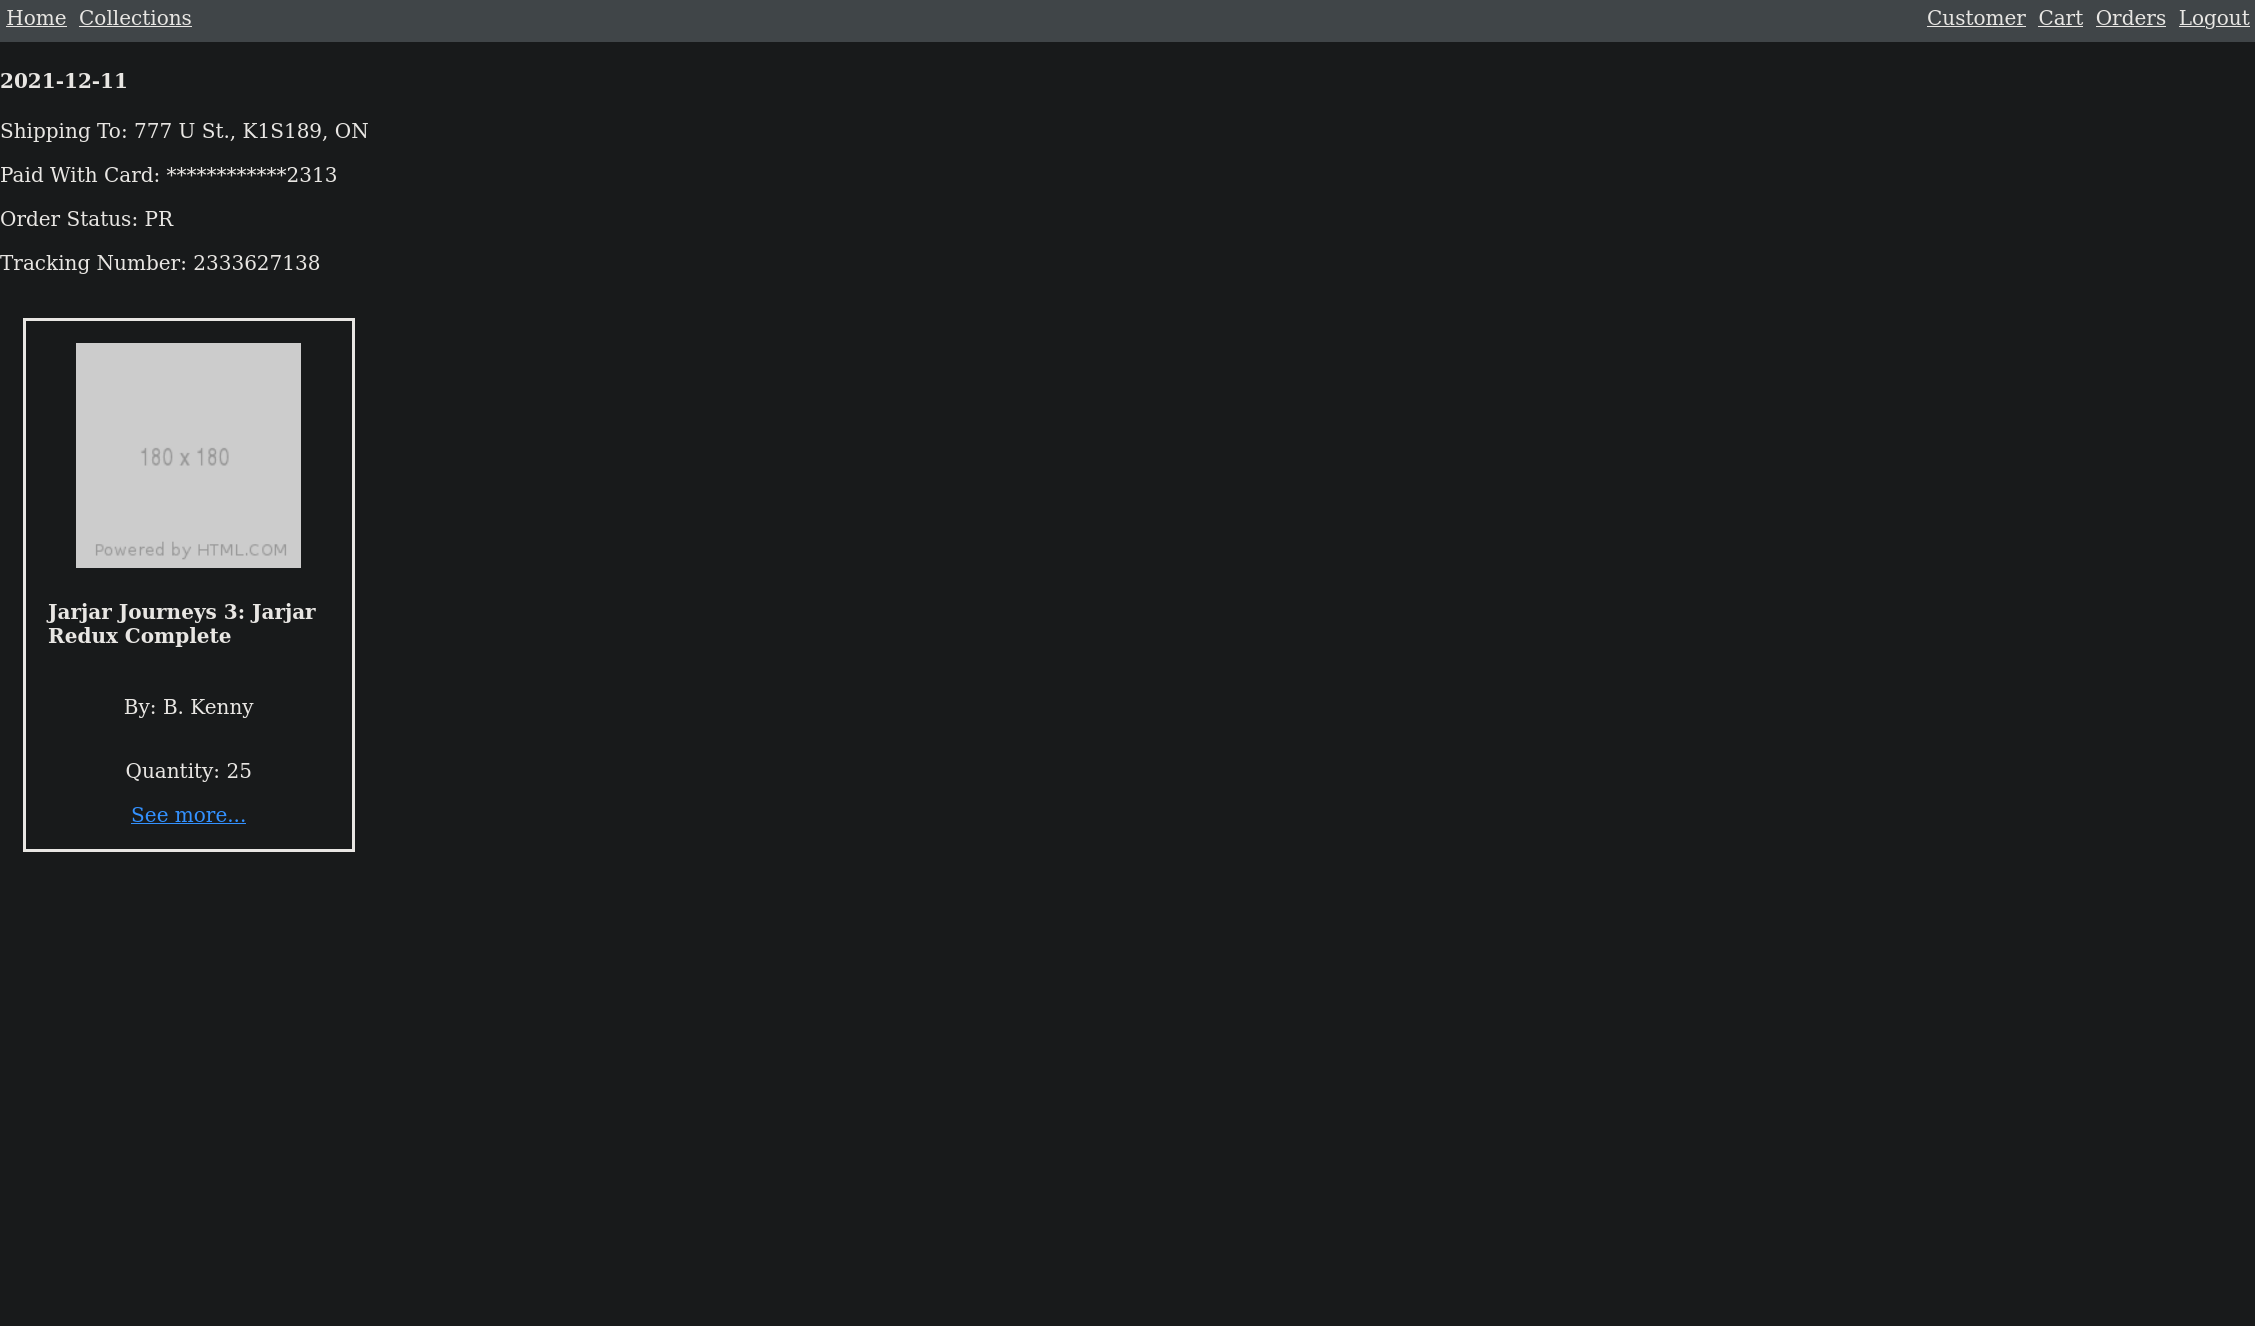 Home Collections Customer Cart Orders Logout
2021-12-11
Shipping To: 777 U St., K1S189, ON
Paid With Card: ************2313
Order Status: PR
Tracking Number: 2333627138
180 x 180
Powered by HTML.COM
Jarjar Journeys 3: Jarjar
Redux Complete
By: B. Kenny
Quantity: 25
See more...